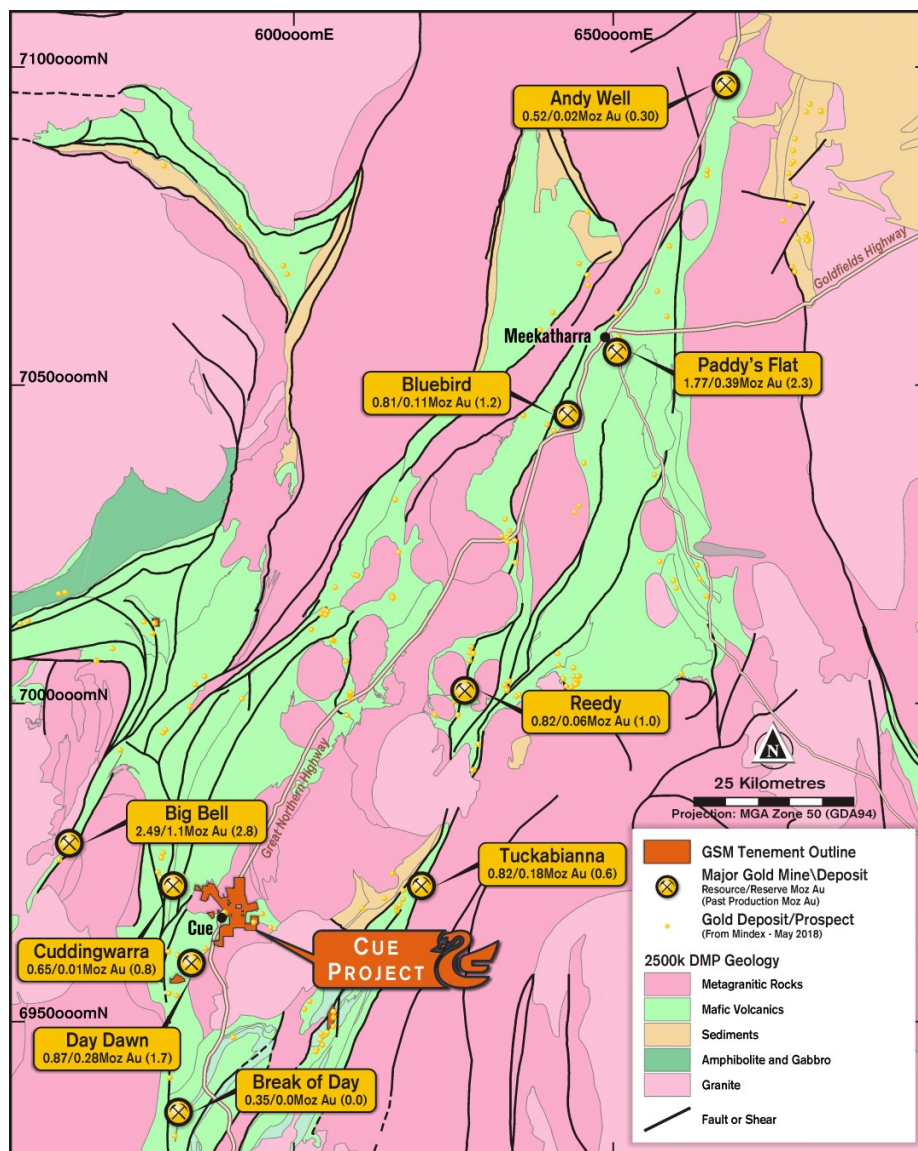 600000mE
650000mE
7100000mN
Andy Well
0.52/0.02Moz Au (0.30)
Goldfields Highway
Meekatharra
Paddy's Flat
1.77/0.39Moz Au (2.3)
7050000mN
Bluebird
0.81/0.11Moz Au (1.2)
7000000mN
Reedy
0.82/0.06Moz Au (1.0)
Great Northern Highway
N
25 Kilometres
Projection: MGA Zone 50 (GDA94)
Big Bell
2.49/1.1Moz Au (2.8)
Tuckabianna
0.82/0.18Moz Au (0.6)
Cue
Cuddingwarra
0.65/0.01Moz Au (0.8)
CUE
PROJECT
6950000mN
Day Dawn
0.87/0.28Moz Au (1.7)
Break of Day
0.35/0.0Moz Au (0.0)
GSM Tenement Outline
Major Gold Mine\Deposit
Resource/Reserve Moz Au
(Past Production Moz Au)
Gold Deposit/Prospect
(From Mindex - May 2018)
2500k DMP Geology
Metagranitic Rocks
Mafic Volcanics
Sediments
Amphibolite and Gabbro
Granite
Fault or Shear